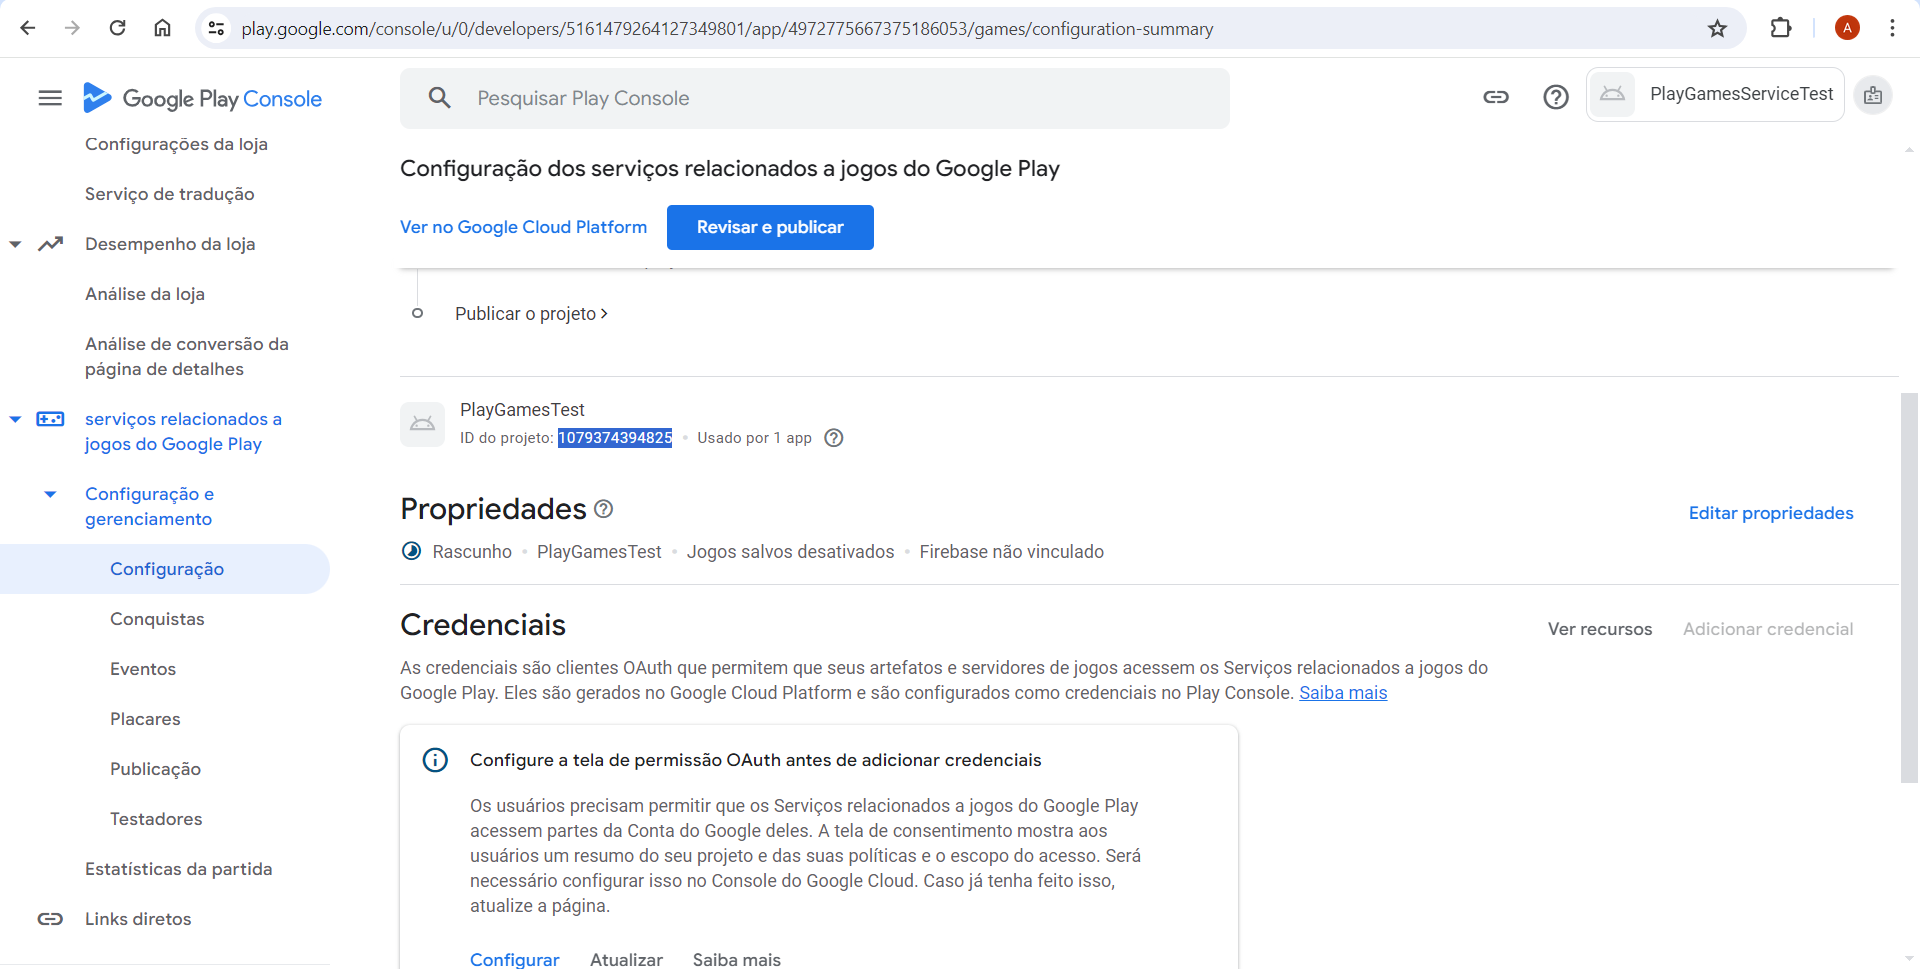 play.google.com/console/u/0/developers/5161479264127349801/app/4972775667375186053/games/configuration-summary
A
Google Play Console
Pesquisar Play Console
PlayGamesServiceTest
Configurações da loja
Serviço de tradução
Desempenho da loja
Análise da loja
Análise de conversão da
página de detalhes
serviços relacionados a
jogos do Google Play
Configuração e
gerenciamento
Configuração
Conquistas
Eventos
Placares
Publicação
Testadores
Estatísticas da partida
Links diretos
Configuração dos serviços relacionados a jogos do Google Play
Ver no Google Cloud Platform
Revisar e publicar
Publicar o projeto
PlayGamesTest
ID do projeto: 1079374394825 • Usado por 1 app
Propriedades
Editar propriedades
Rascunho • PlayGamesTest • Jogos salvos desativados • Firebase não vinculado
Credenciais
Ver recursos
Adicionar credencial
As credenciais são clientes OAuth que permitem que seus artefatos e servidores de jogos acessem os Serviços relacionados a jogos do
Google Play. Eles são gerados no Google Cloud Platform e são configurados como credenciais no Play Console. Saiba mais
Configure a tela de permissão OAuth antes de adicionar credenciais
Os usuários precisam permitir que os Serviços relacionados a jogos do Google Play
acessem partes da Conta do Google deles. A tela de consentimento mostra aos
usuários um resumo do seu projeto e das suas políticas e o escopo do acesso. Será
necessário configurar isso no Console do Google Cloud. Caso já tenha feito isso,
atualize a página.
Configurar
Atualizar
Saiba mais